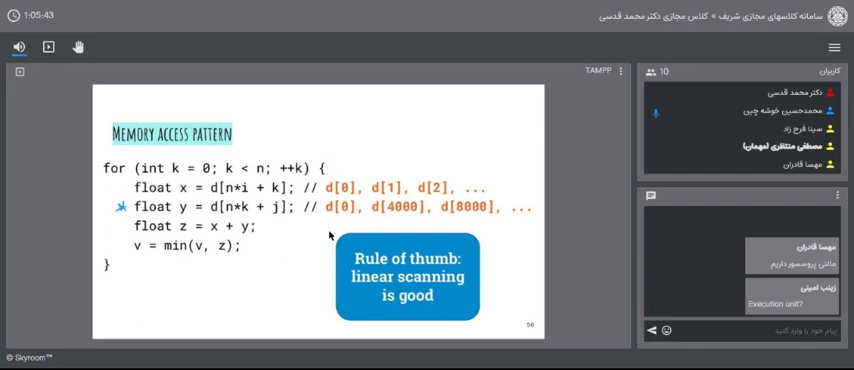 1:05:43
سامانه کلاسهای مجازی شریف » کلاس مجازی دکتر محمد قدسی
TAMPP
MEMORY ACCESS PATTERN
for (int k = 0; k < n; ++k) {
float x = d[n*i + k]; // d[0], d[1], d[2], ...
float y = d[n*k + j]; // d[0], d[4000], d[8000], ...
float z = x + y;
v = min(v, z);
}
Rule of thumb:
linear scanning
is good
50
10
کاربران
دکتر محمد قدسی
محمدحسین خوشه چین
سینا فرح زاد
مصطفی منتظری (مهمان)
مهسا قادران
مهسا قادران
مالتی پروسسور داریم
زینب امینی
Execution unit?
پیام خود را وارد کنید
© Skyroom™